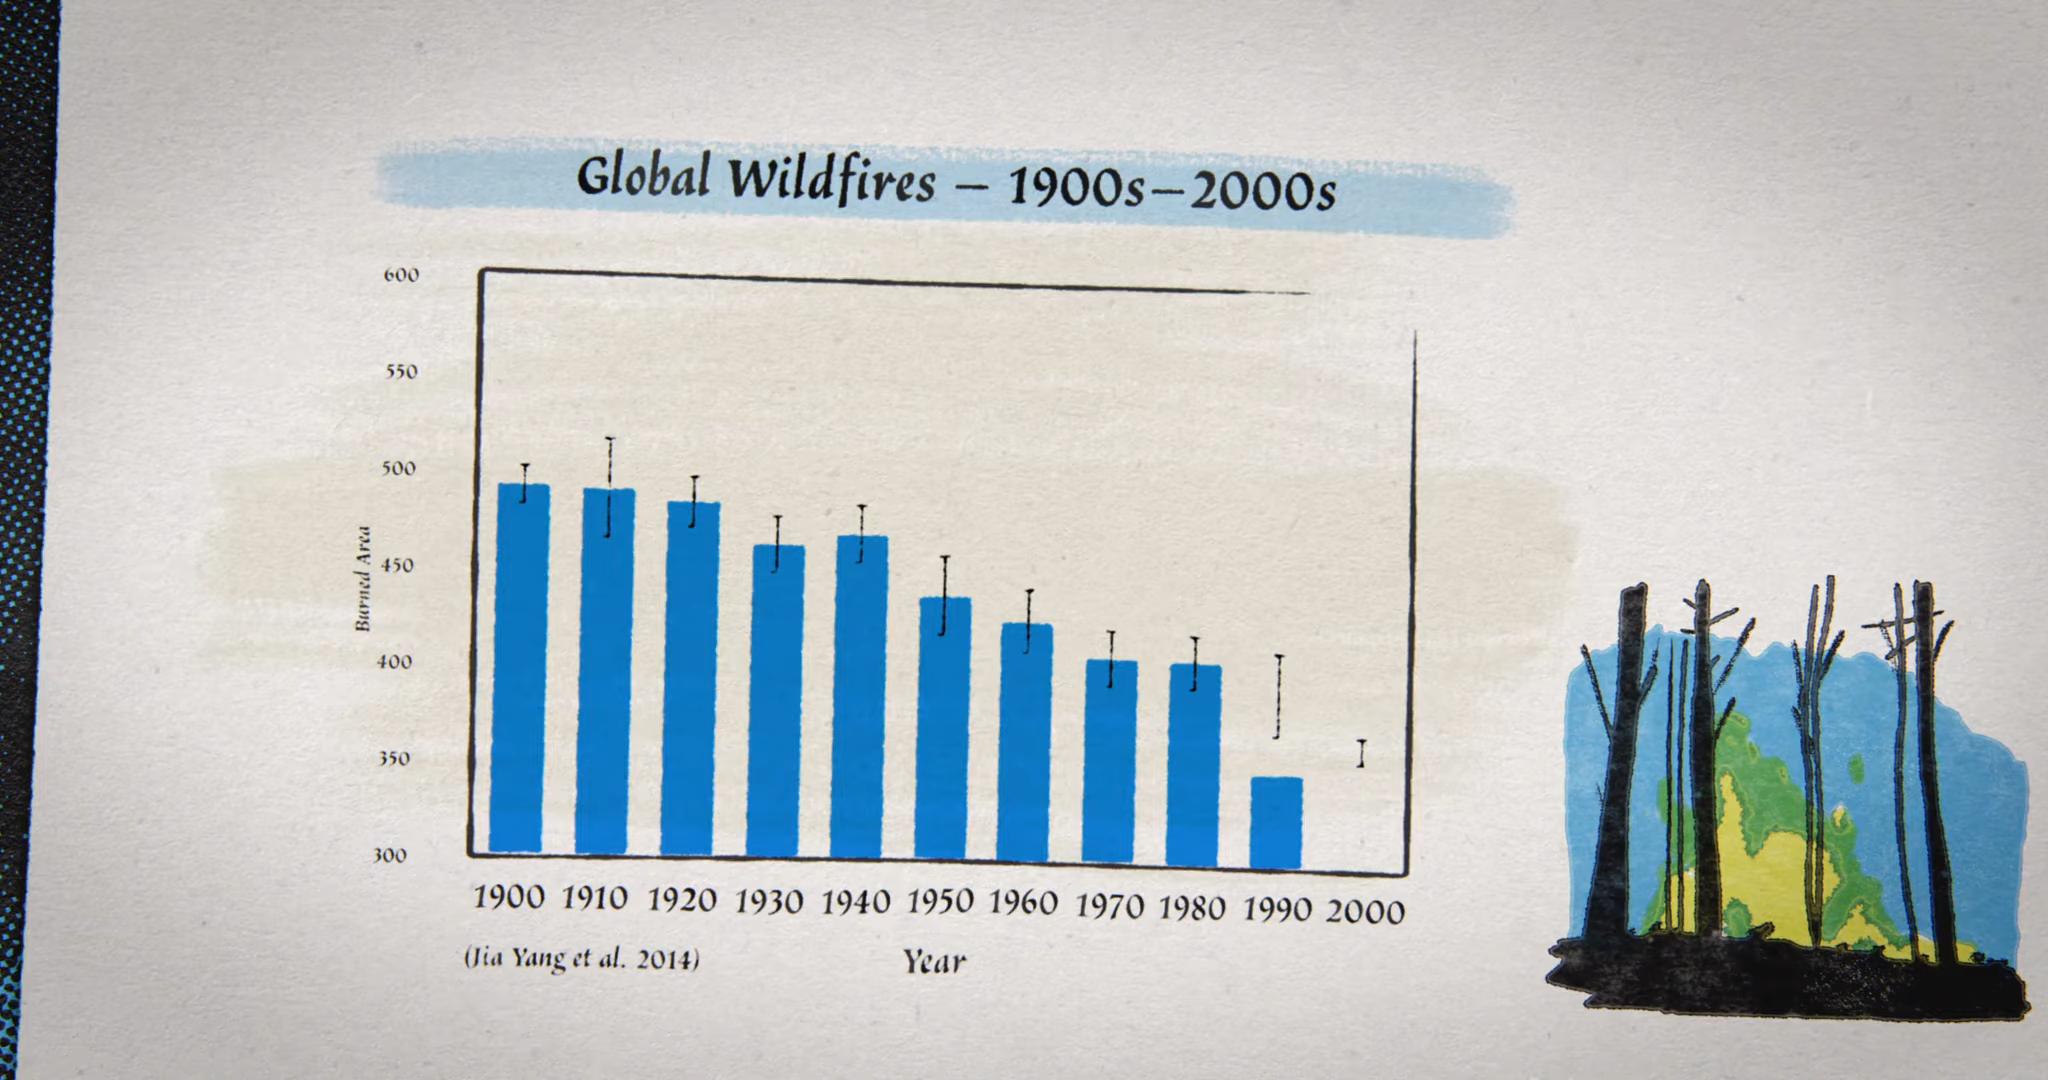 Global Wildfires – 1900s–2000s
600
550
500
450
400
350
300
Burned Area
1900 1910 1920 1930 1940 1950 1960 1970 1980 1990 2000
(Jia Yang et al. 2014)
Year